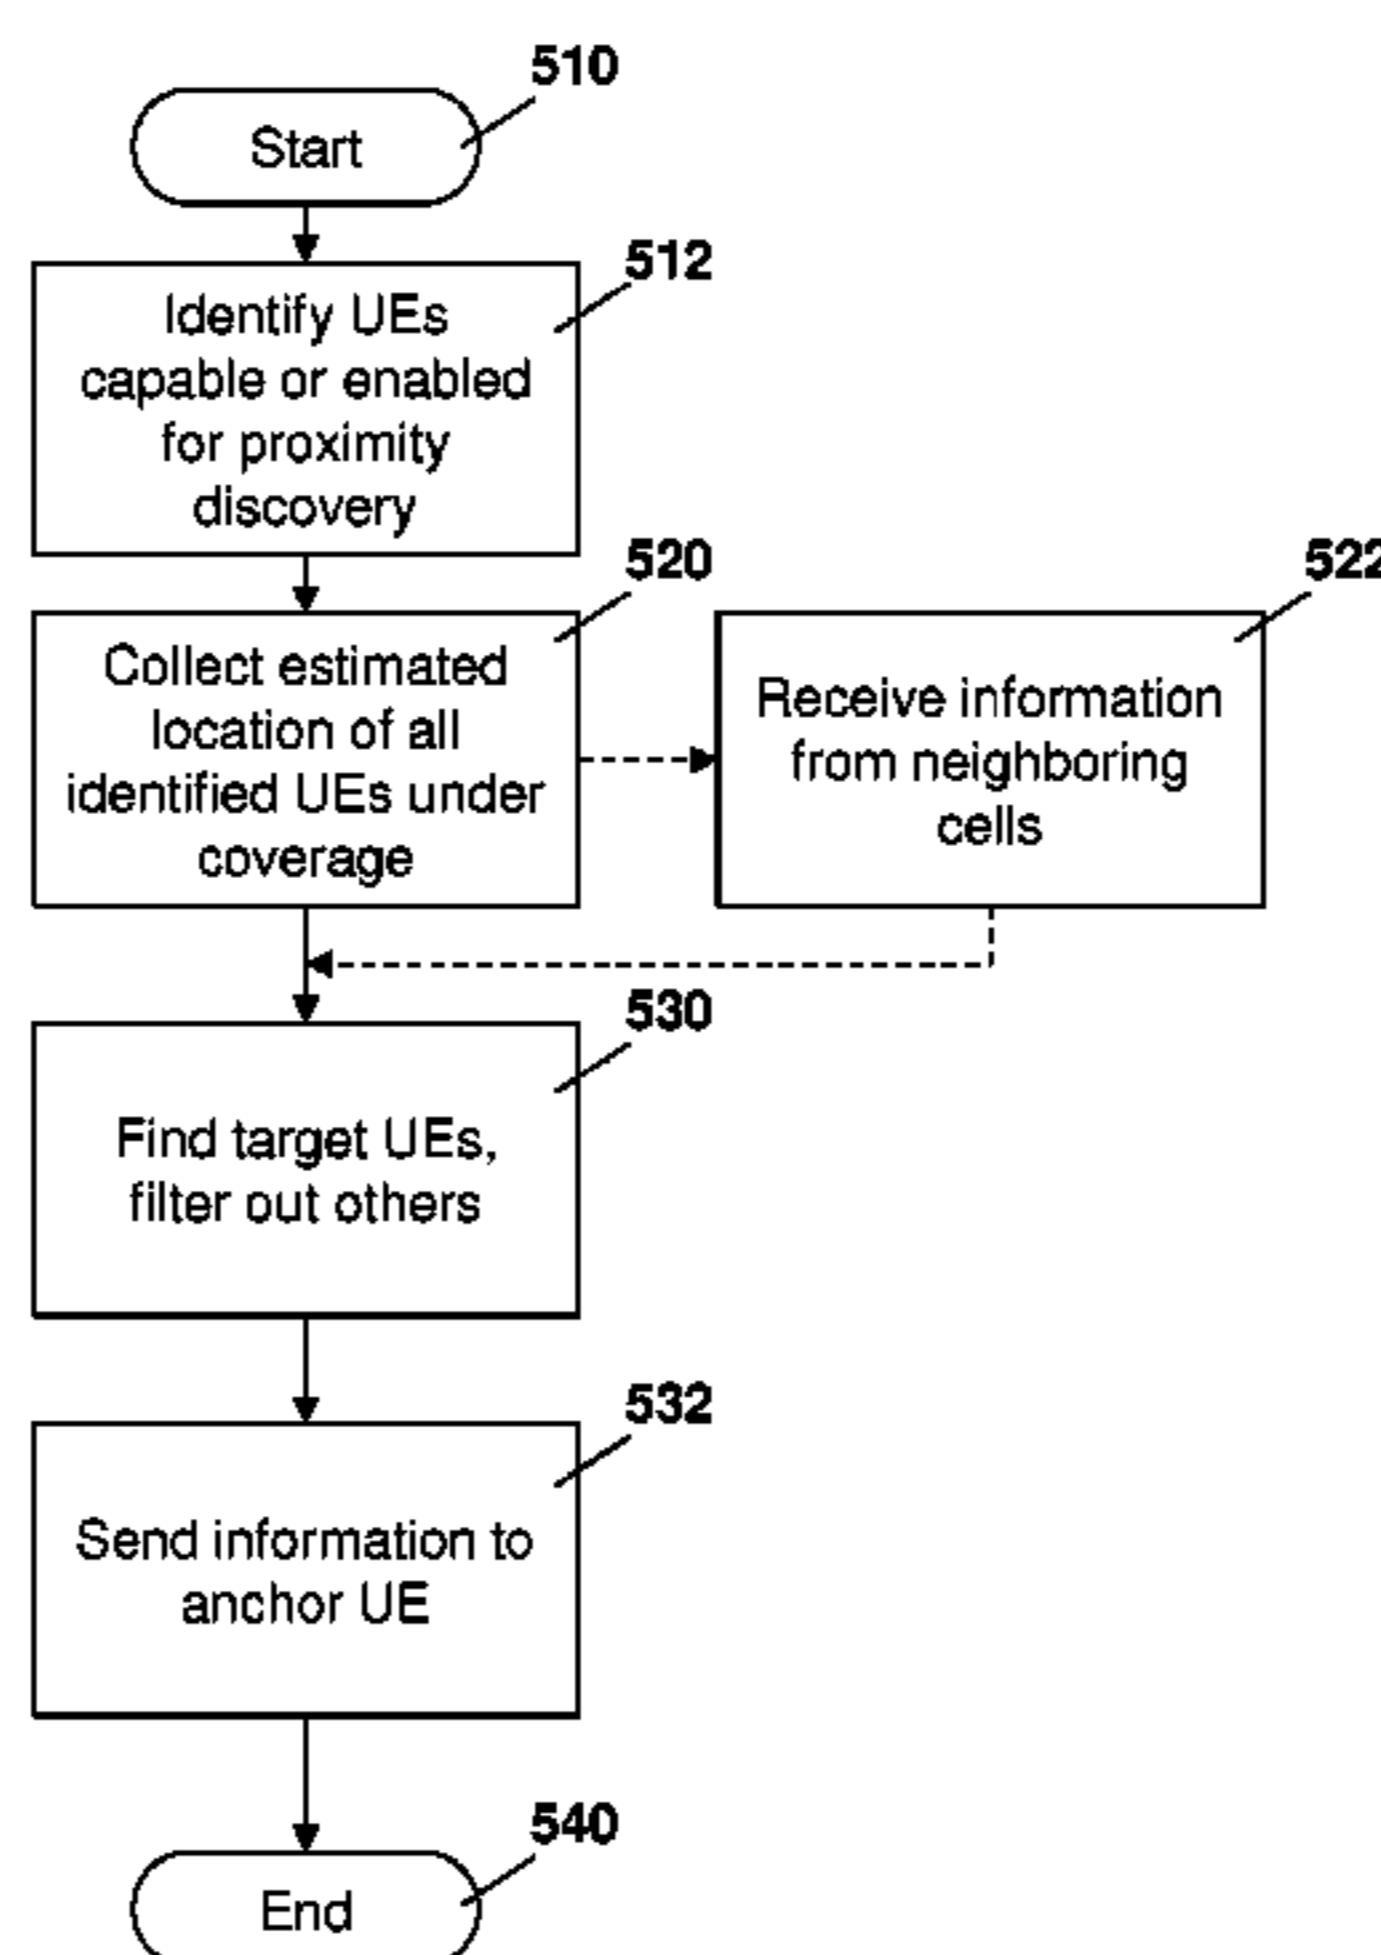 510
Start
512
Identify UEs
capable or enabled
for proximity
discovery
520
Collect estimated
location of all
identified UEs under
coverage
522
Receive information
from neighboring
cells
530
Find target UEs,
filter out others
532
Send information to
anchor UE
540
End